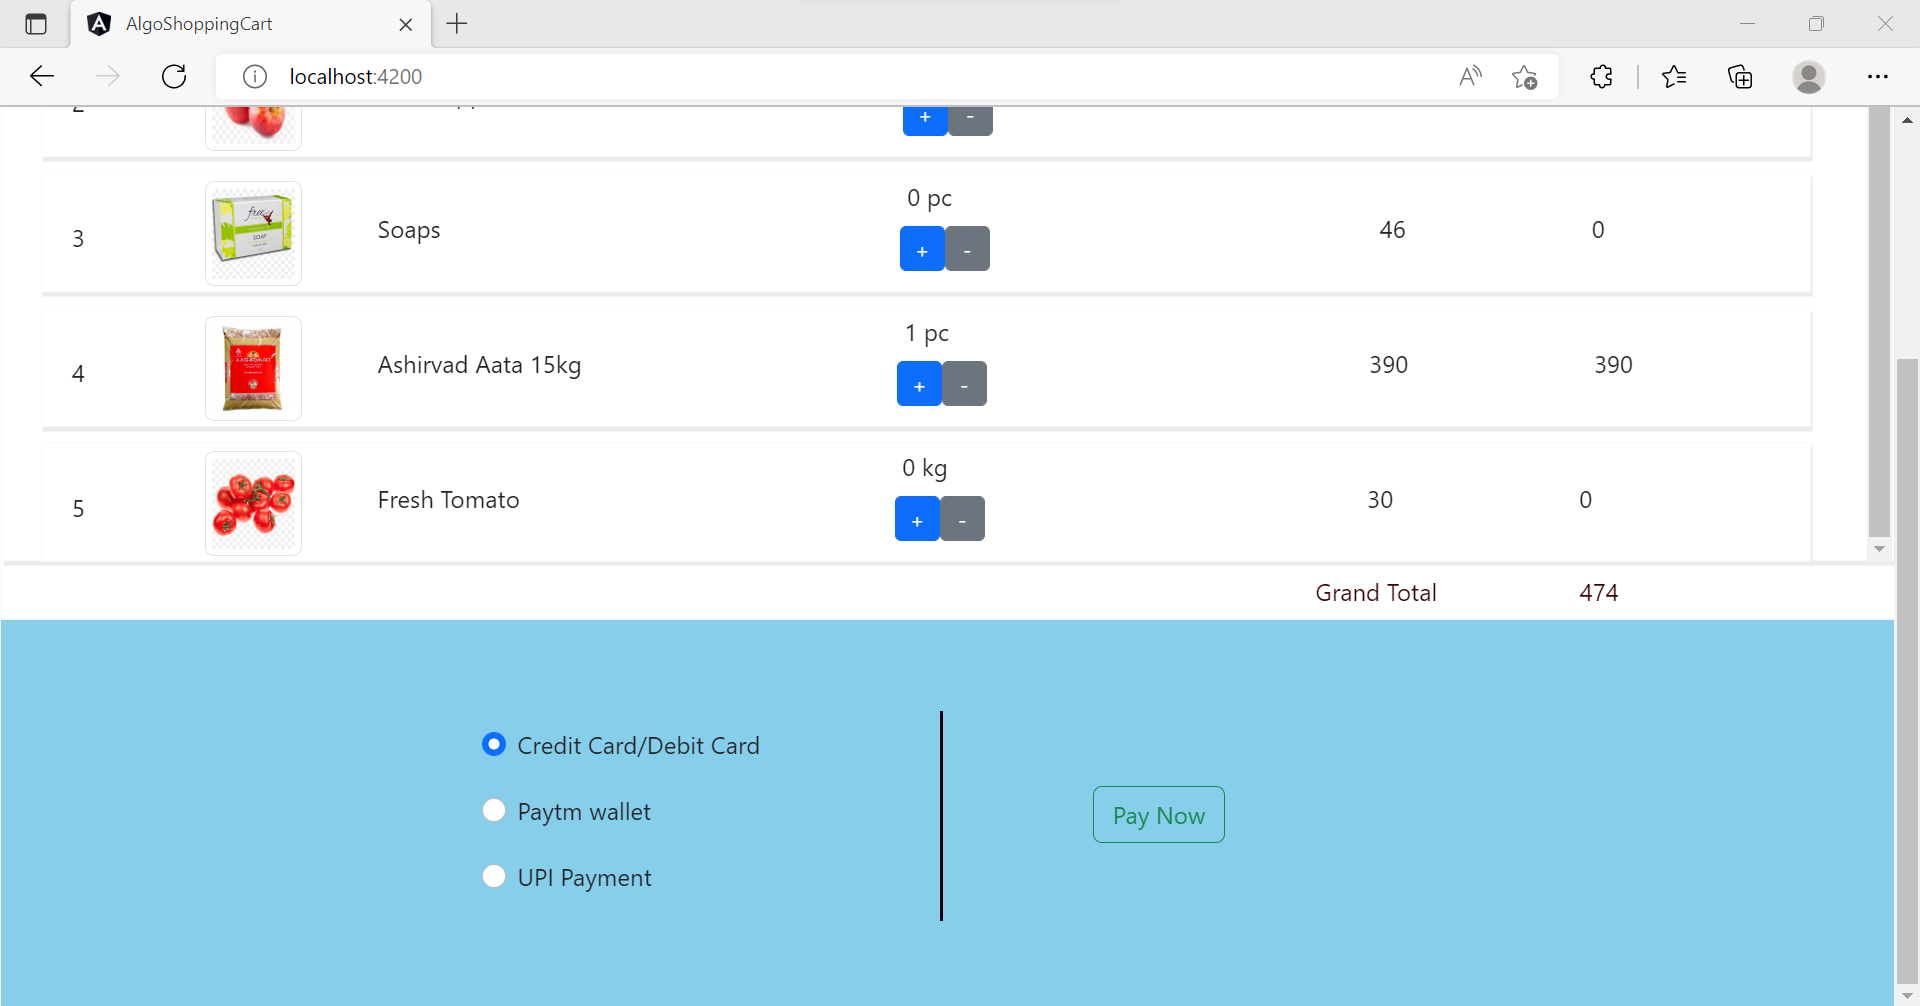 AlgoShoppingCart
localhost:4200
+ -
0 pc
3 Soaps 46 0
+ -
1 pc
4 Ashirvad Aata 15kg 390 390
+ -
0 kg
5 Fresh Tomato 30 0
+ -
Grand Total 474
Credit Card/Debit Card
Paytm wallet
Pay Now
UPI Payment